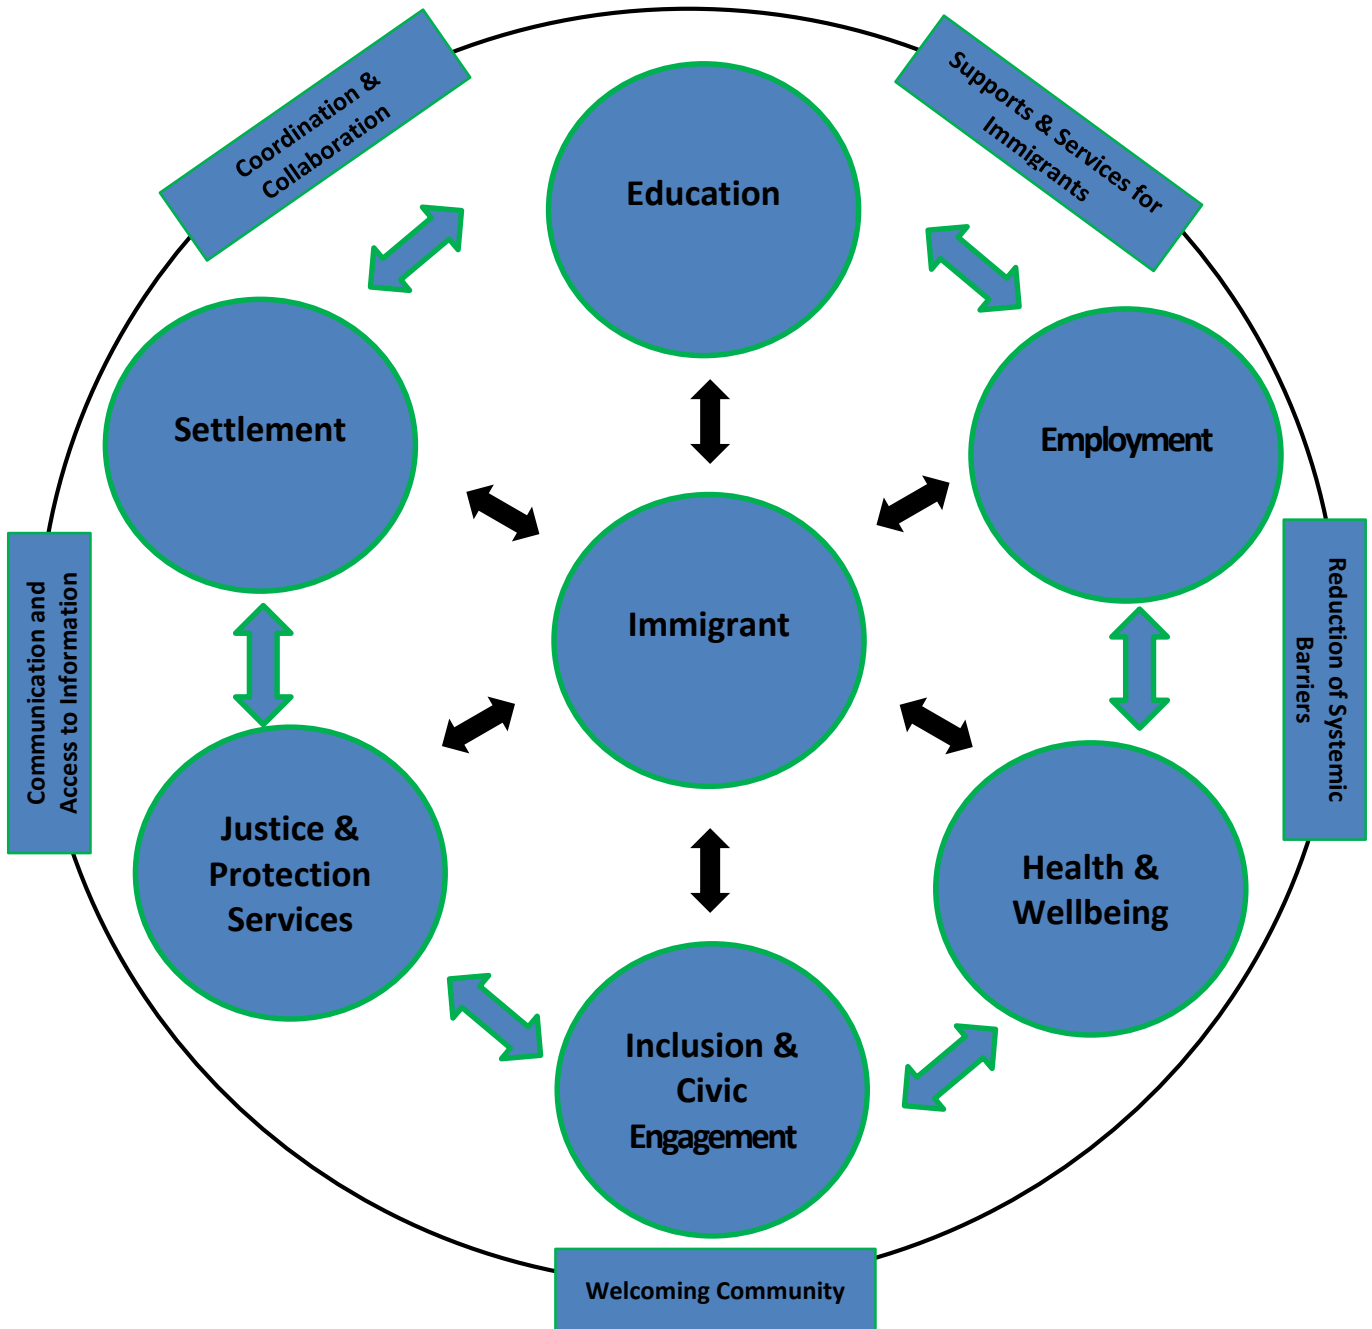 Coordination &
Collaboration
Supports & Services for
Immigrants
Education
Settlement
Employment
Communication and
Access to Information
Immigrant
Reduction of Systemic
Barriers
Justice &
Protection
Services
Health &
Wellbeing
Inclusion &
Civic
Engagement
Welcoming Community